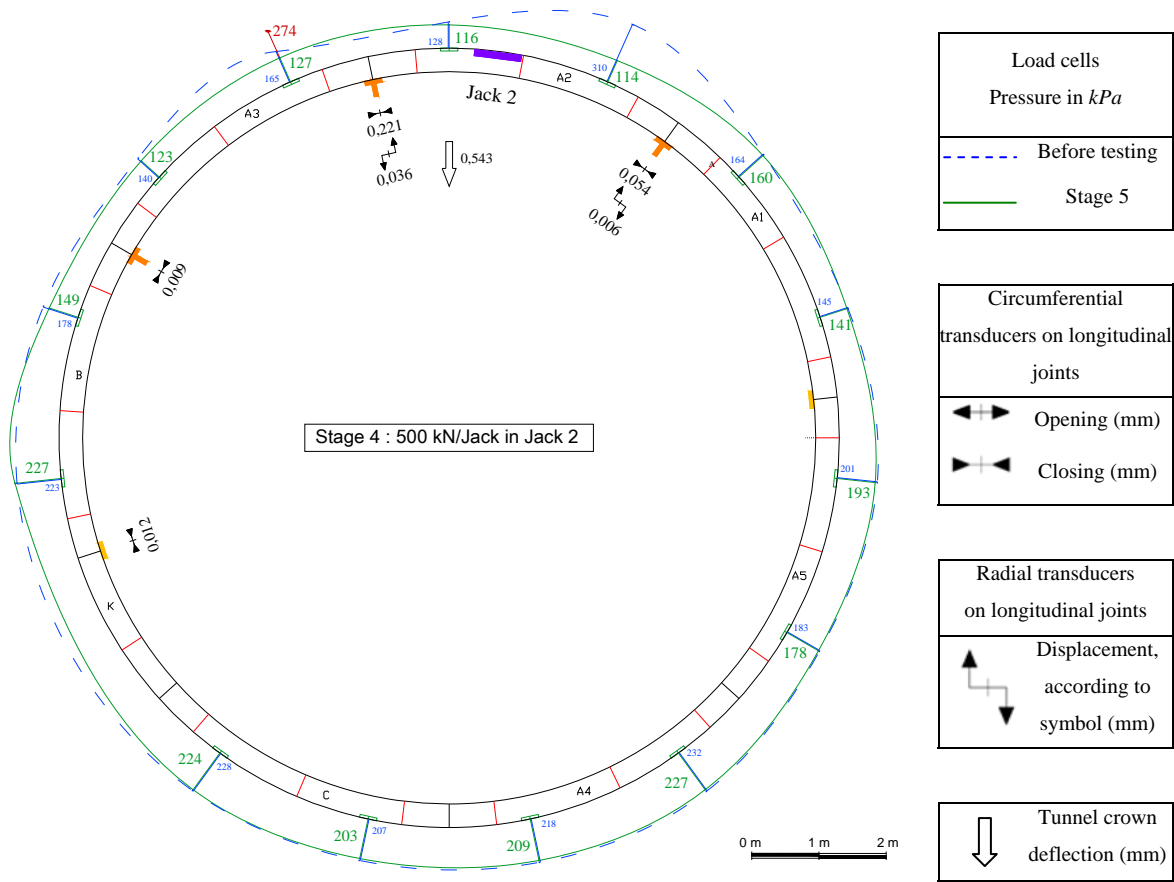 274
116
128
127
165
310
114
A2
Jack 2
A3
0,221
0,036
0,543
0,054
0,006
A
164
160
A1
123
140
0,009
149
178
145
141
B
Stage 4 : 500 kN/Jack in Jack 2
227
223
201
193
0,012
K
A5
183
178
224
228
232
227
C
A4
203
207
218
209
0 m
1 m
2 m
Load cells
Pressure in kPa
Before testing
Stage 5
Circumferential
transducers on longitudinal
joints
Opening (mm)
Closing (mm)
Radial transducers
on longitudinal joints
Displacement,
according to
symbol (mm)
Tunnel crown
deflection (mm)